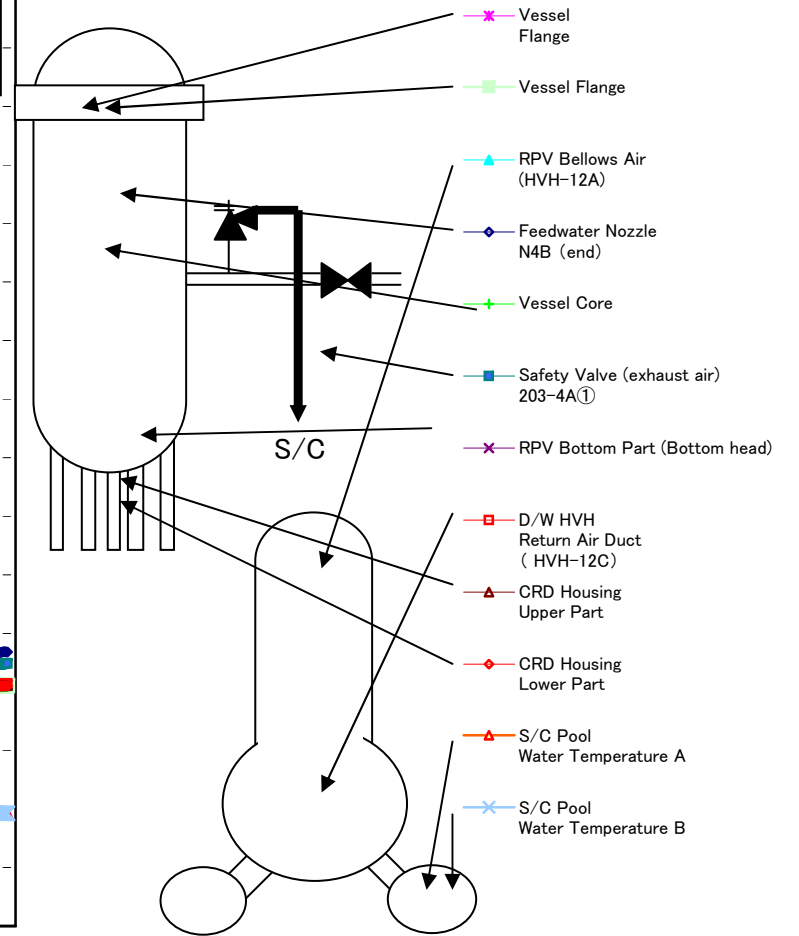 Vessel
Flange
Vessel Flange
RPV Bellows Air
(HVH-12A)
Feedwater Nozzle
N4B (end)
Vessel Core
Safety Valve (exhaust air)
203-4A①
S/C
RPV Bottom Part (Bottom head)
D/W HVH
Return Air Duct
( HVH-12C)
CRD Housing
Upper Part
CRD Housing
Lower Part
S/C Pool
Water Temperature A
S/C Pool
Water Temperature B